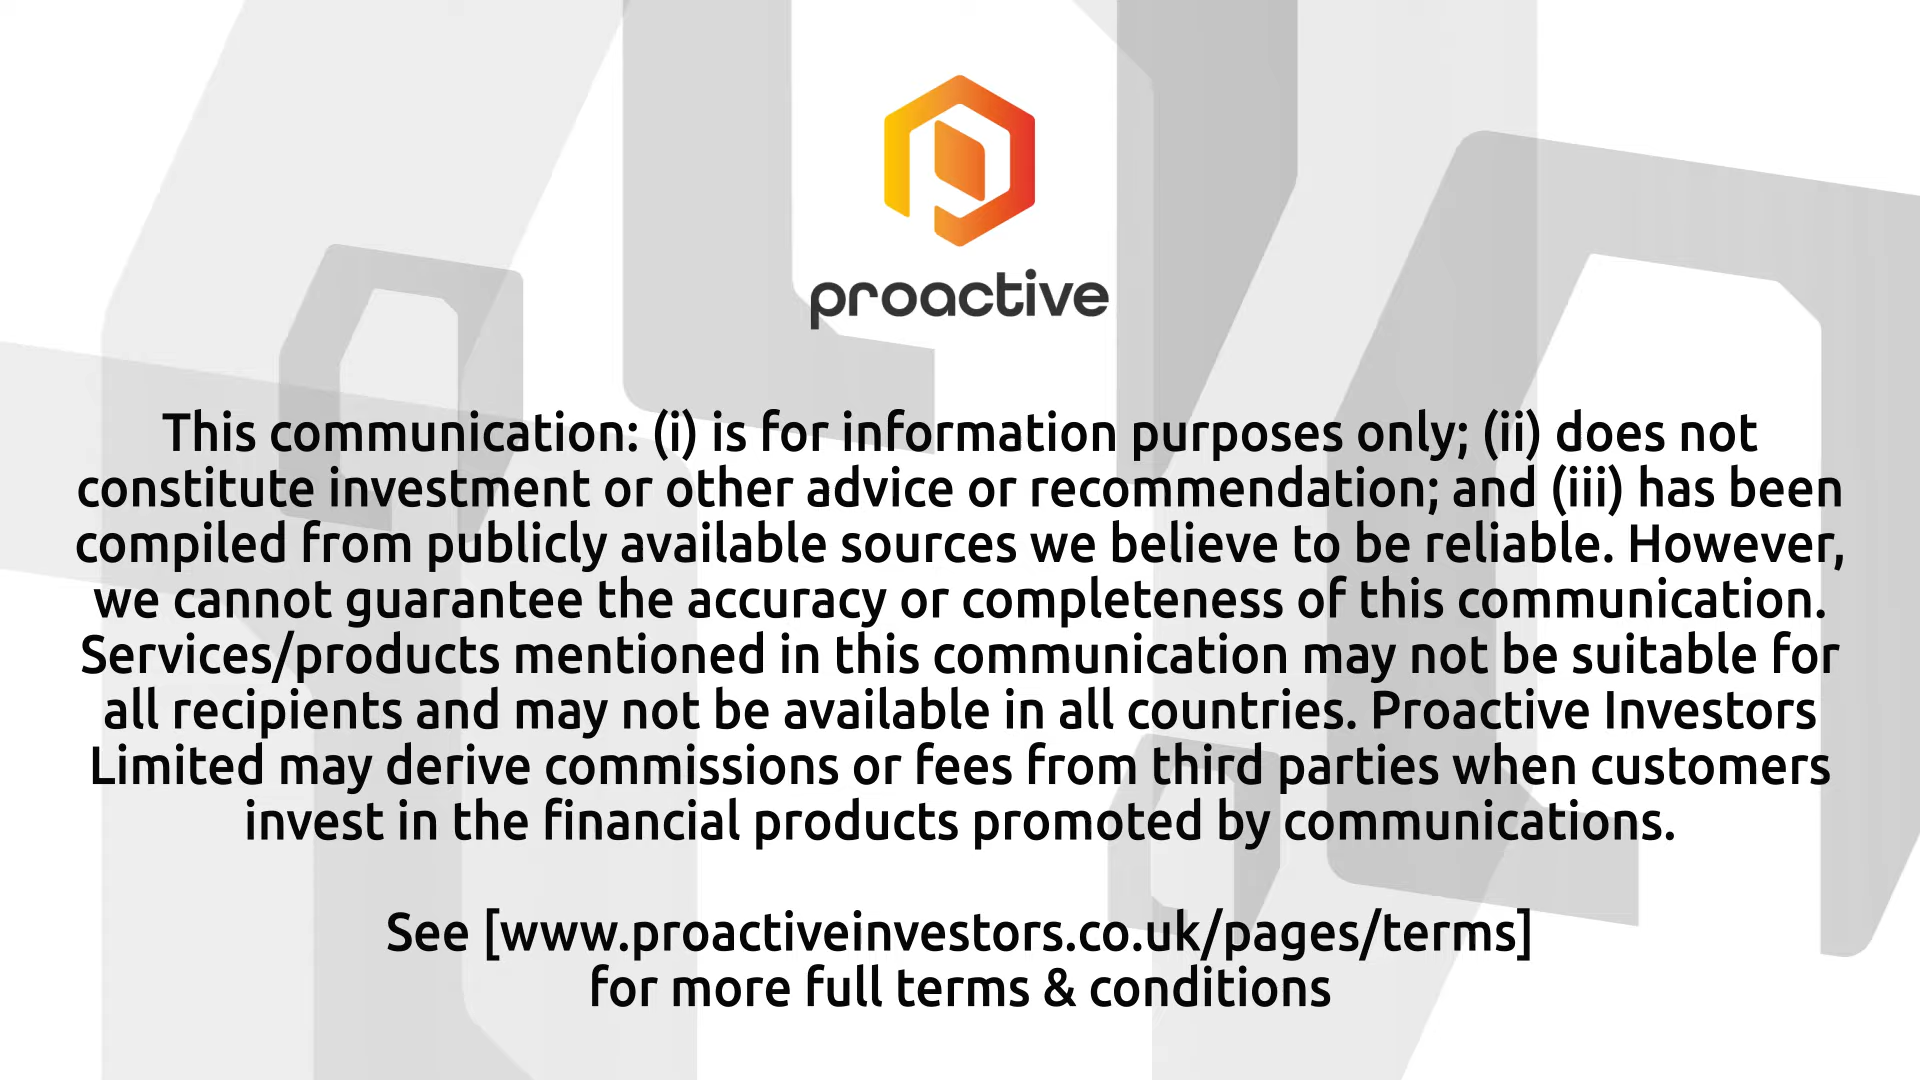 proactive
This communication: (i) is for information purposes only; (ii) does not
constitute investment or other advice or recommendation; and (iii) has been
compiled from publicly available sources we believe to be reliable. However,
we cannot guarantee the accuracy or completeness of this communication.
Services/products mentioned in this communication may not be suitable for
all recipients and may not be available in all countries. Proactive Investors
Limited may derive commissions or fees from third parties when customers
invest in the financial products promoted by communications.
See [www.proactiveinvestors.co.uk/pages/terms]
for more full terms & conditions